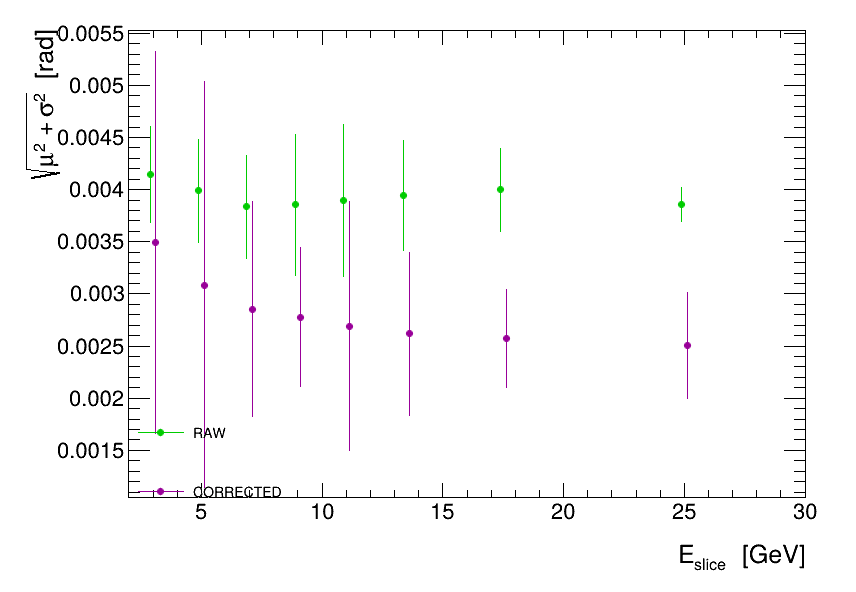 √μ² + σ² [rad]
0.0055
0.005
0.0045
0.004
0.0035
0.003
0.0025
0.002
0.0015
RAW
CORRECTED
5 10 15 20 25 30
E_slice [GeV]